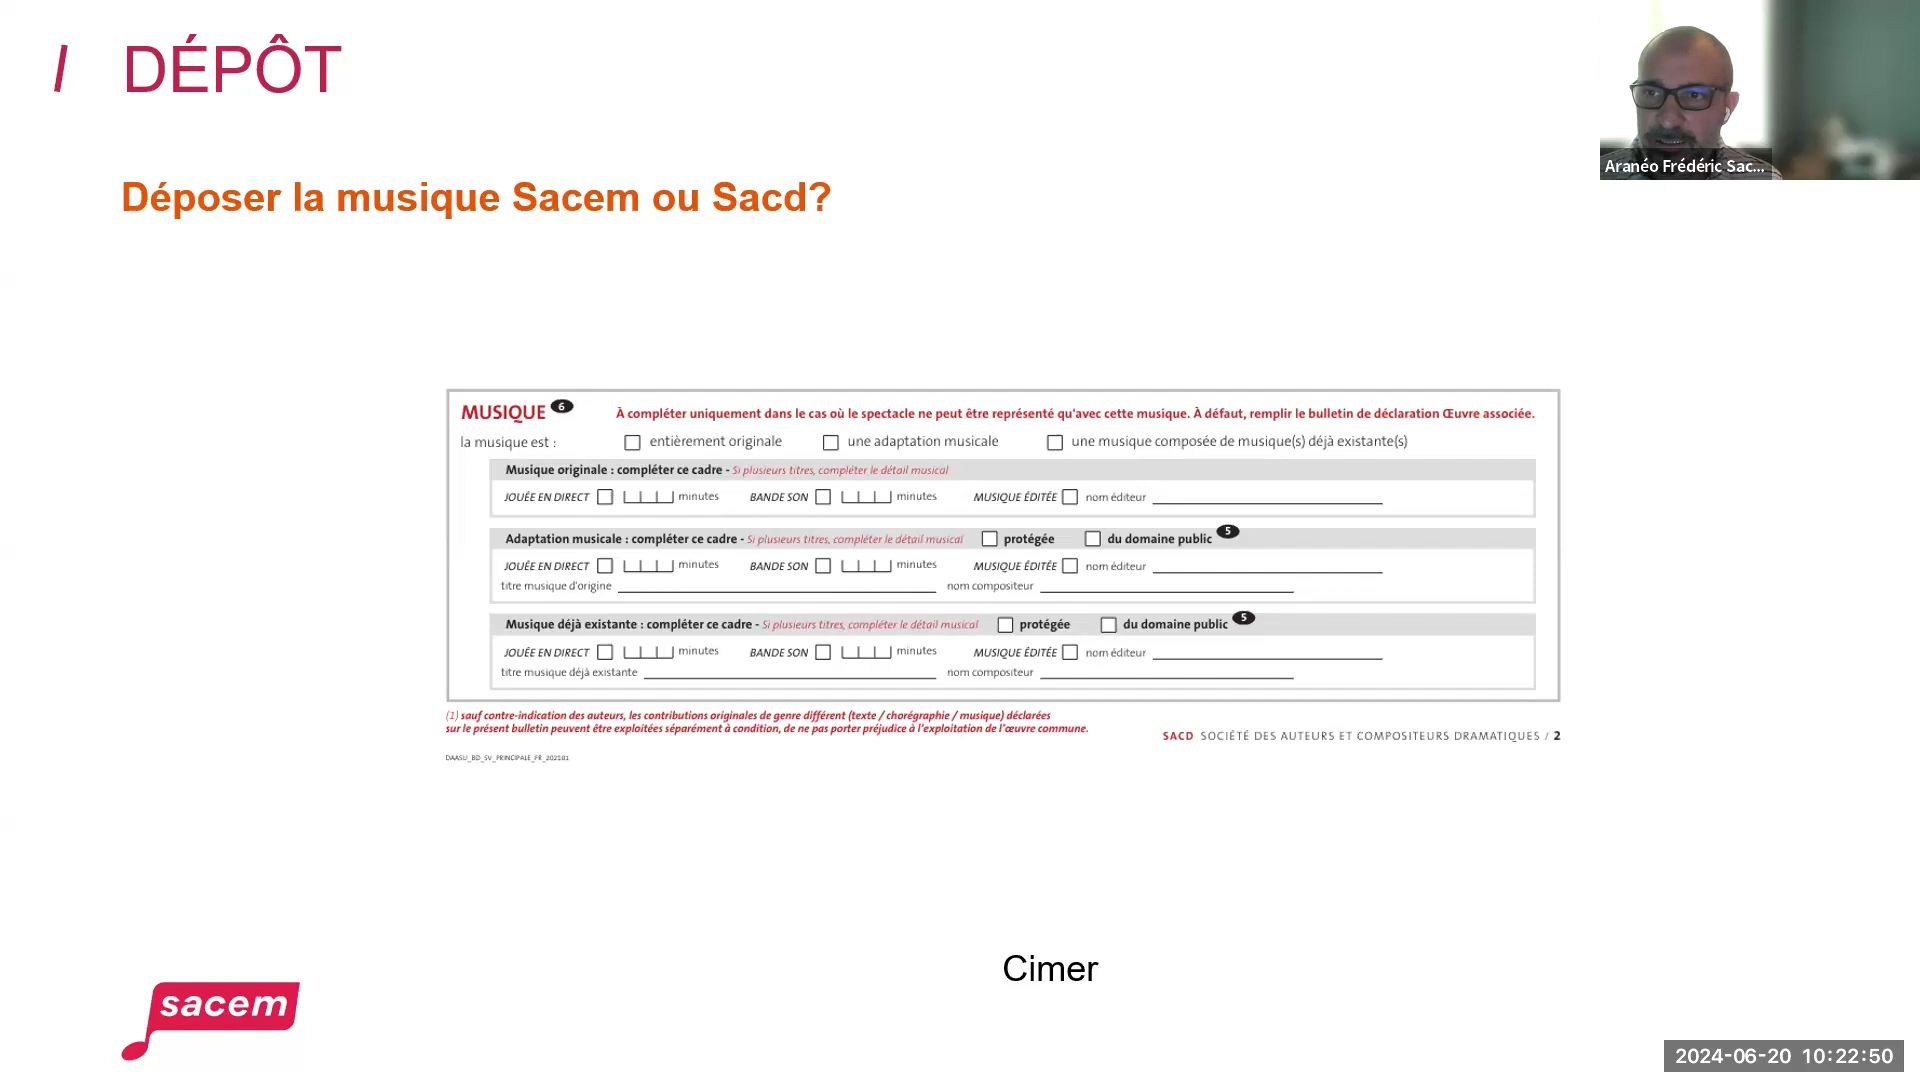 / DÉPÔT
Aranéo Frédéric Sac...
Déposer la musique Sacem ou Sacd?
MUSIQUE 6 À compléter uniquement dans le cas où le spectacle ne peut être représenté qu'avec cette musique. À défaut, remplir le bulletin de déclaration Œuvre associée.
la musique est : entièrement originale une adaptation musicale une musique composée de musique(s) déjà existante(s)
Musique originale : compléter ce cadre - Si plusieurs titres, compléter le détail musical
JOUÉE EN DIRECT minutes BANDE SON minutes MUSIQUE ÉDITÉE nom éditeur
Adaptation musicale : compléter ce cadre - Si plusieurs titres, compléter le détail musical protégée du domaine public 5
JOUÉE EN DIRECT minutes BANDE SON minutes MUSIQUE ÉDITÉE nom éditeur
titre musique d'origine nom compositeur
Musique déjà existante : compléter ce cadre - Si plusieurs titres, compléter le détail musical protégée du domaine public 5
JOUÉE EN DIRECT minutes BANDE SON minutes MUSIQUE ÉDITÉE nom éditeur
titre musique déjà existante nom compositeur
(1) sauf contre-indication des auteurs, les contributions originales de genre différent (texte / chorégraphie / musique) déclarées
sur le présent bulletin peuvent être exploitées séparément à condition, de ne pas porter préjudice à l'exploitation de l'œuvre commune.
SACD SOCIÉTÉ DES AUTEURS ET COMPOSITEURS DRAMATIQUES / 2
Cimer
sacem
2024-06-20 10:22:50